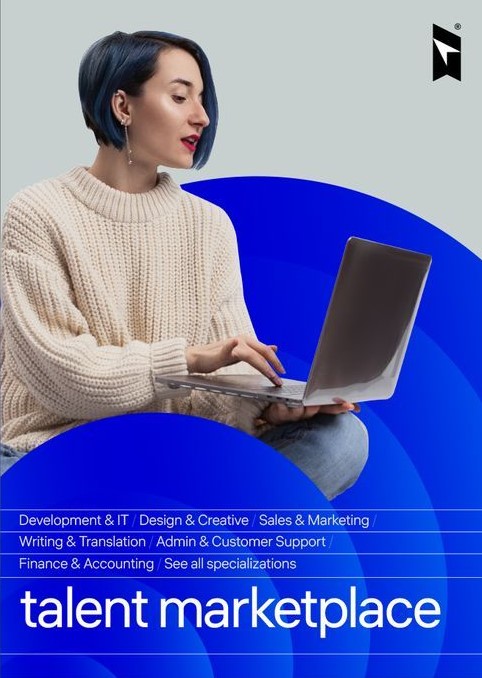 ®
Development & IT / Design & Creative / Sales & Marketing /
Writing & Translation / Admin & Customer Support /
Finance & Accounting / See all specializations
talent marketplace